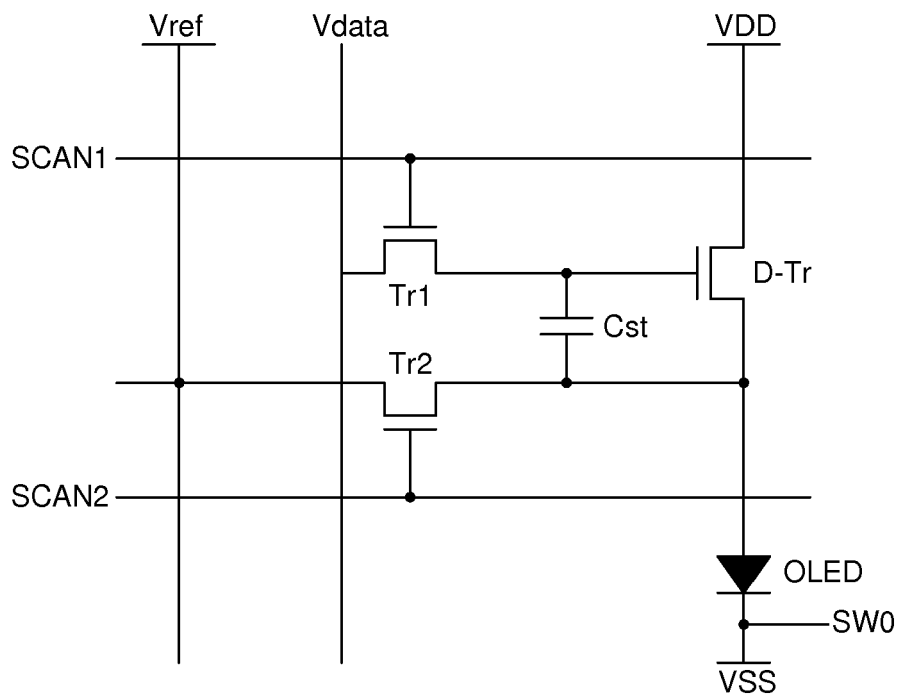 Vref
Vdata
VDD
SCAN1
D-Tr
Tr1
Cst
Tr2
SCAN2
OLED
SW0
VSS